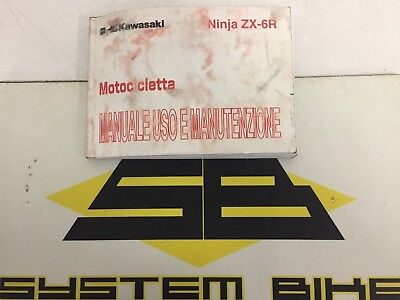 Kawasaki
Ninja ZX-6R
Motocicletta
MANUALE USO E MANUTENZIONE
SB
SYSTEM BIKE